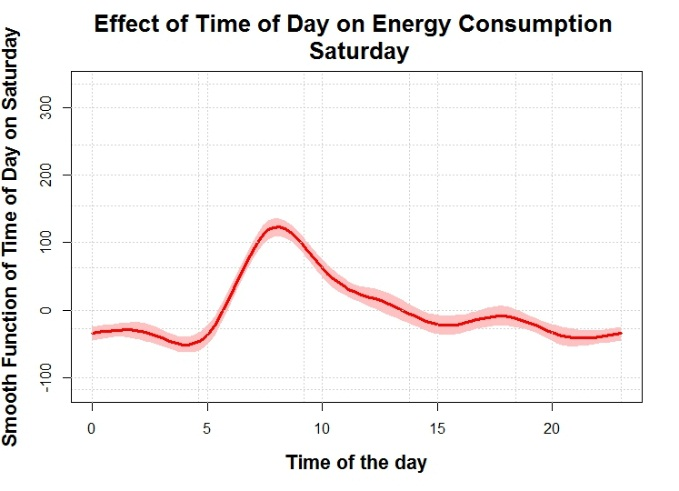 Effect of Time of Day on Energy Consumption
Saturday
Smooth Function of Time of Day on Saturday
300
200
100
0
-100
0 5 10 15 20
Time of the day